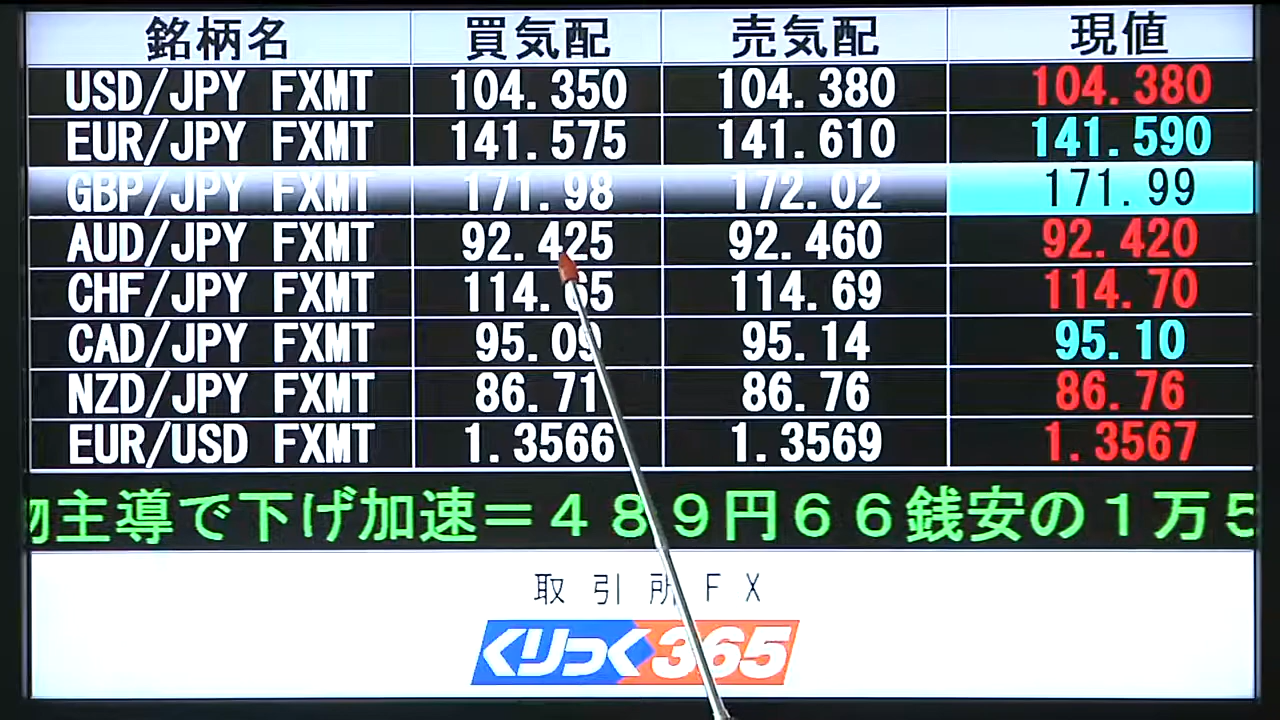 銘柄名 買気配 売気配 現値
USD/JPY FXMT 104.350 104.380 104.380
EUR/JPY FXMT 141.575 141.610 141.590
GBP/JPY FXMT 171.98 172.02 171.99
AUD/JPY FXMT 92.425 92.460 92.420
CHF/JPY FXMT 114.65 114.69 114.70
CAD/JPY FXMT 95.09 95.14 95.10
NZD/JPY FXMT 86.71 86.76 86.76
EUR/USD FXMT 1.3566 1.3569 1.3567
物主導で下げ加速=489円66銭安の1万5
取引所FX
くりっく365